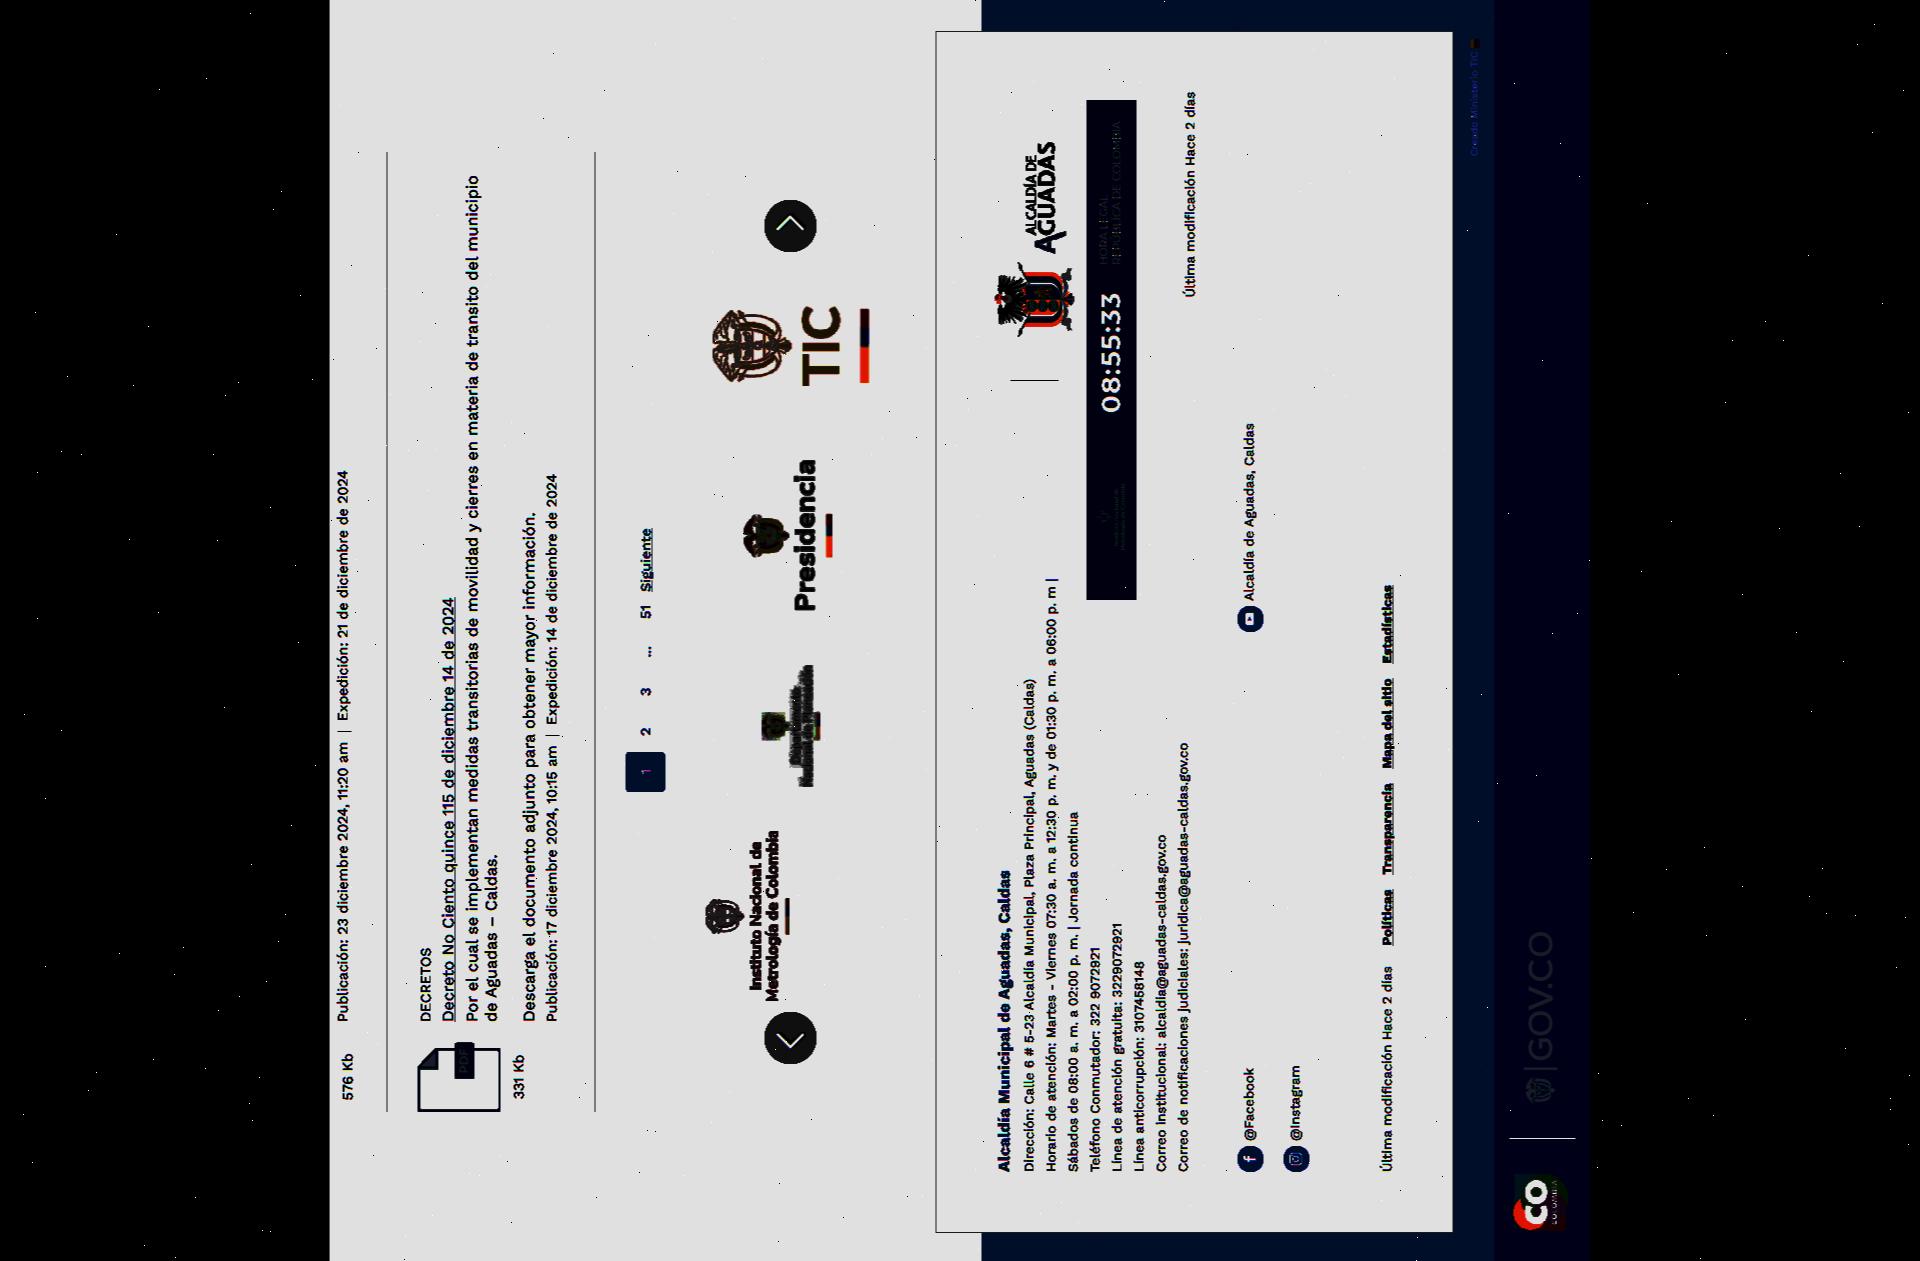 576 Kb
Publicación: 23 diciembre 2024, 11:20 am | Expedición: 21 de diciembre de 2024
PDF
331 Kb
DECRETOS
Decreto No Ciento quince 115 de diciembre 14 de 2024
Por el cual se implementan medidas transitorias de movilidad y cierres en materia de transito del municipio
de Aguadas – Caldas.
Descarga el documento adjunto para obtener mayor información.
Publicación: 17 diciembre 2024, 10:15 am | Expedición: 14 de diciembre de 2024
1 2 3 ... 51 Siguiente
Instituto Nacional de
Metrología de Colombia
Presidencia
TIC
Alcaldía Municipal de Aguadas, Caldas
Dirección: Calle 6 # 5-23 Alcaldía Municipal, Plaza Principal, Aguadas (Caldas)
Horario de atención: Martes - Viernes 07:30 a. m. a 12:30 p. m. y de 01:30 p. m. a 06:00 p. m |
Sábados de 08:00 a. m. a 02:00 p. m. | Jornada continua
Teléfono Conmutador: 322 9072921
Línea de atención gratuita: 3229072921
Línea anticorrupción: 3107458148
Correo Institucional: alcaldia@aguadas-caldas.gov.co
Correo de notificaciones judiciales: juridica@aguadas-caldas.gov.co
ALCALDÍA DE
AGUADAS
08:55:33
HORA LEGAL
REPÚBLICA DE COLOMBIA
Última modificación Hace 2 días
@Facebook
Alcaldía de Aguadas, Caldas
@Instagram
Última modificación Hace 2 días
Políticas Transparencia Mapa del sitio Estadísticas
Creado Ministerio TIC
CO
COLOMBIA
GOV.CO